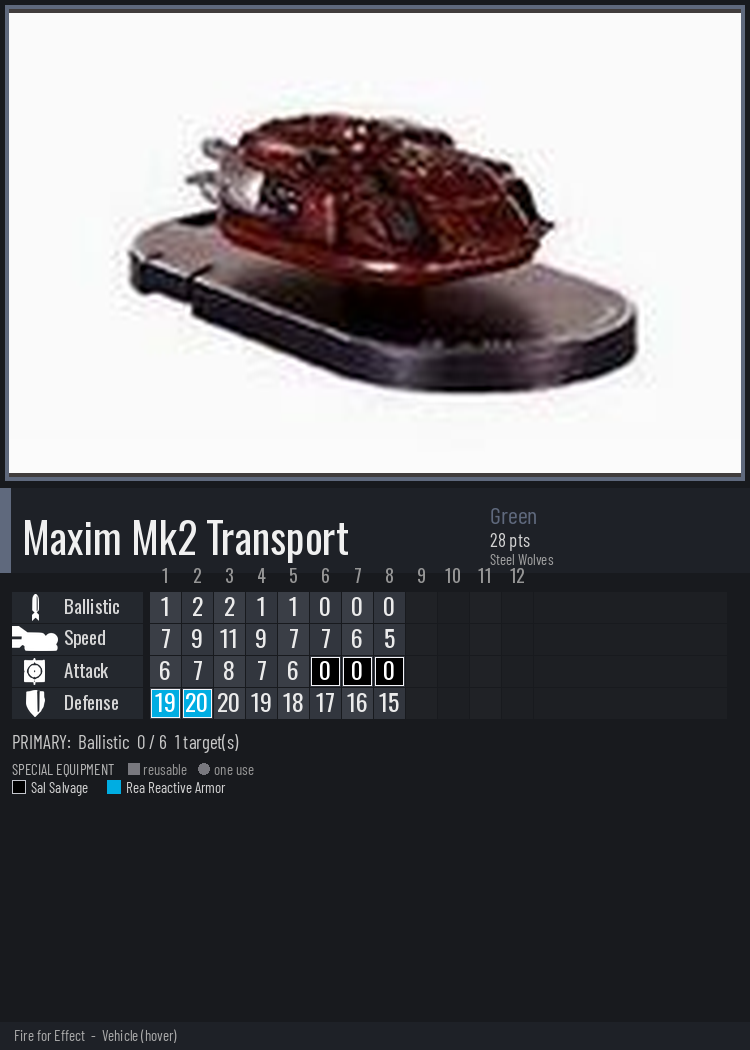 Maxim Mk2 Transport
Green
28 pts
Steel Wolves
1 2 3 4 5 6 7 8 9 10 11 12
Ballistic 1 2 2 1 1 0 0 0
Speed 7 9 11 9 7 7 6 5
Attack 6 7 8 7 6 0 0 0
Defense 19 20 20 19 18 17 16 15
PRIMARY: Ballistic 0 / 6 1 target(s)
SPECIAL EQUIPMENT reusable one use
Sal Salvage Rea Reactive Armor
Fire for Effect - Vehicle (hover)